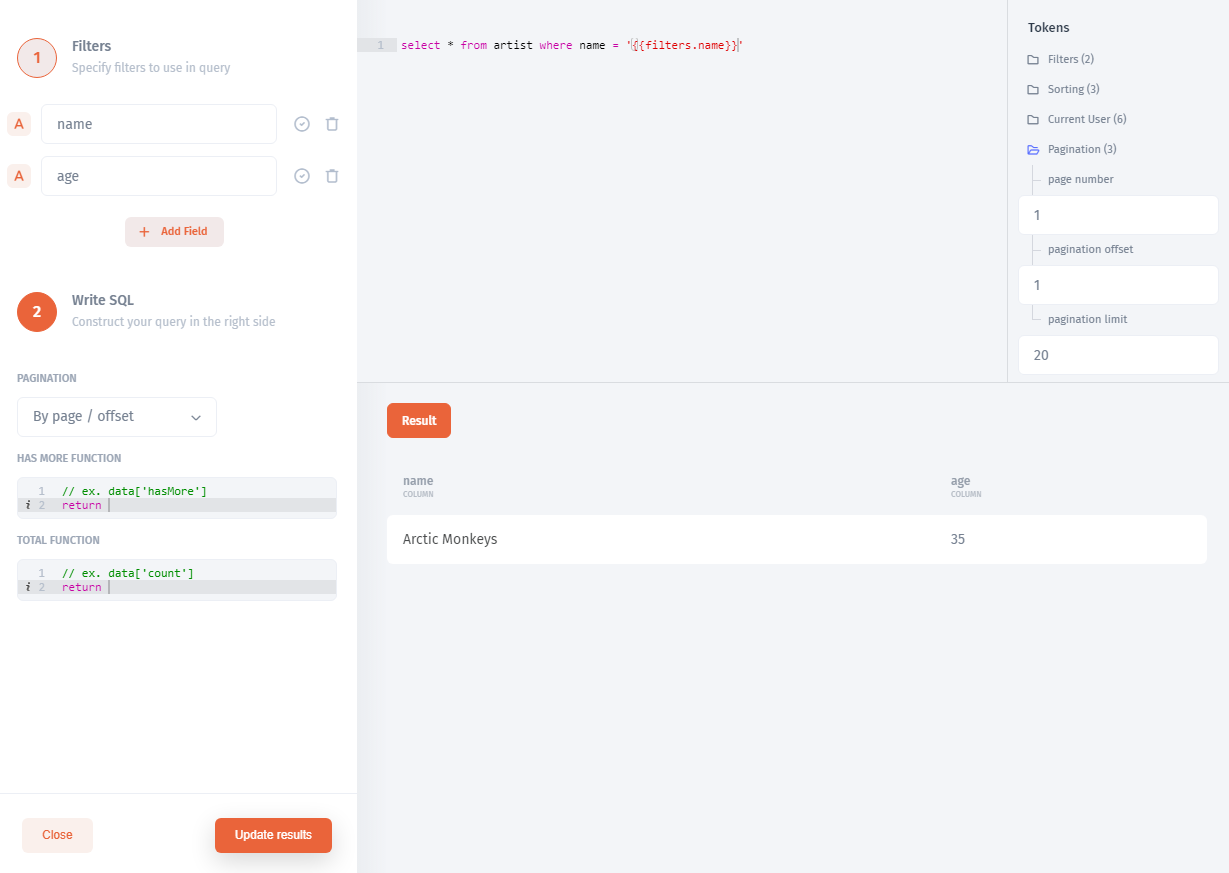 1
Filters
Specify filters to use in query
A
name
A
age
+ Add Field
2
Write SQL
Construct your query in the right side
PAGINATION
By page / offset
HAS MORE FUNCTION
1 // ex. data['hasMore']
i 2 return
TOTAL FUNCTION
1 // ex. data['count']
i 2 return
Close
Update results
1 select * from artist where name = '{{filters.name}}'
Tokens
Filters (2)
Sorting (3)
Current User (6)
Pagination (3)
page number
1
pagination offset
1
pagination limit
20
Result
name
COLUMN
age
COLUMN
Arctic Monkeys
35